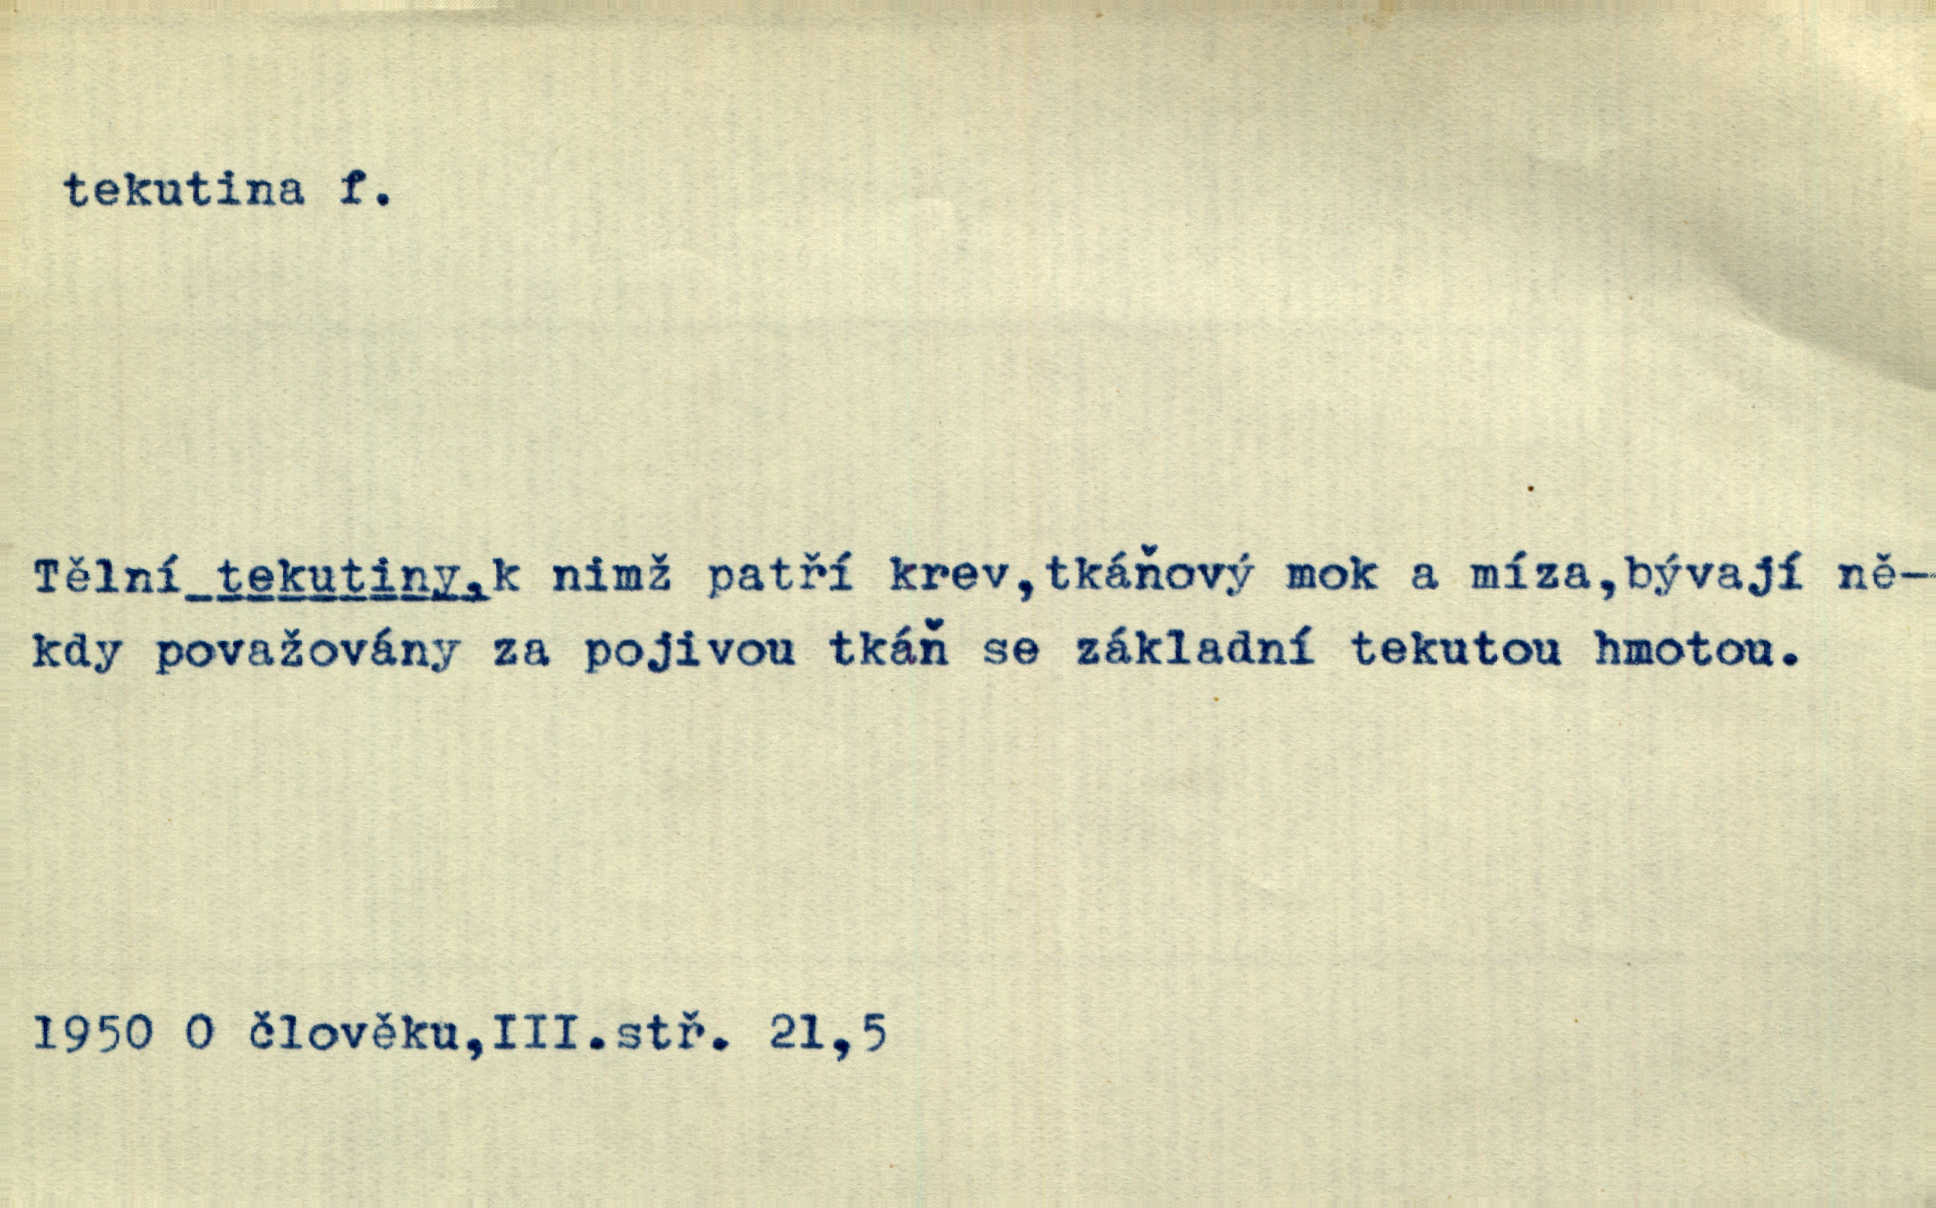 tekutina f.
Tělní tekutiny,k nimž patří krev,tkáňový mok a míza,bývají ně-
kdy považovány za pojivou tkáň se základní tekutou hmotou.
1950 O člověku,III.stř. 21,5